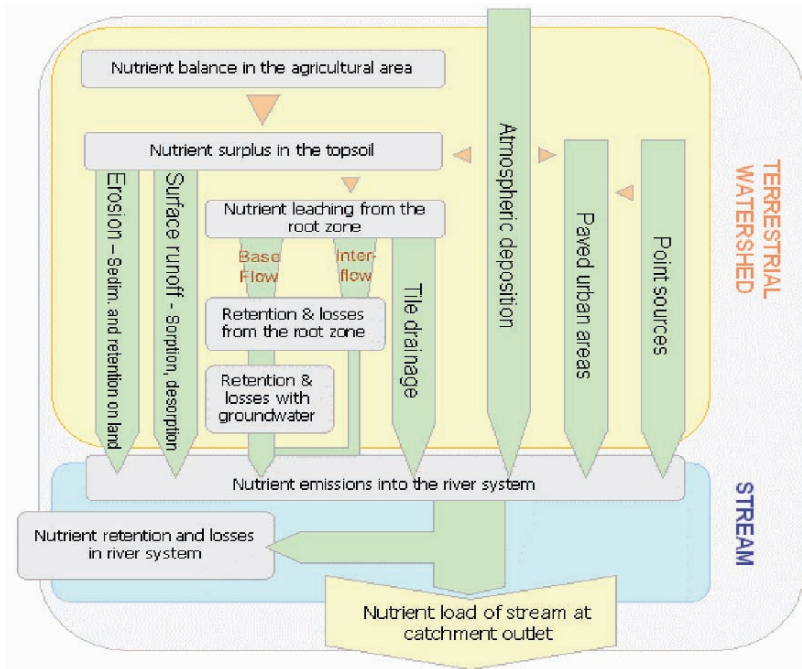 Nutrient balance in the agricultural area
Nutrient surplus in the topsoil
Nutrient leaching from the
root zone
Base
Flow
Inter-
flow
Retention & losses
from the root zone
Retention &
losses with
groundwater
Erosion – Sedim. and retention on land
Surface runoff - Sorption, desorption
Tile drainage
Atmospheric deposition
Paved urban areas
Point sources
TERRESTRIAL
WATERSHED
Nutrient emissions into the river system
STREAM
Nutrient retention and losses
in river system
Nutrient load of stream at
catchment outlet